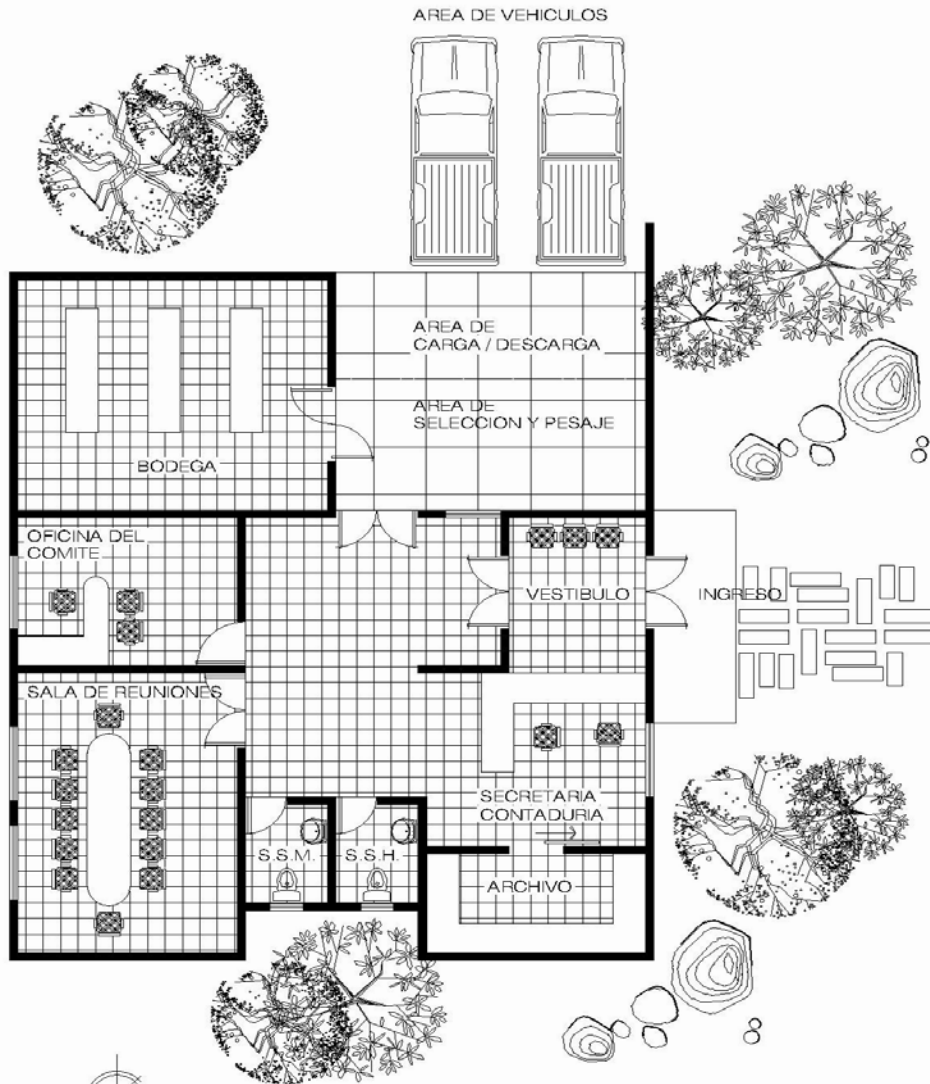 AREA DE VEHICULOS
AREA DE
CARGA / DESCARGA
AREA DE
SELECCION Y PESAJE
BODEGA
OFICINA DEL
COMITE
VESTIBULO
INGRESO
SALA DE REUNIONES
SECRETARIA
CONTADURIA
S.S.M.
S.S.H.
ARCHIVO